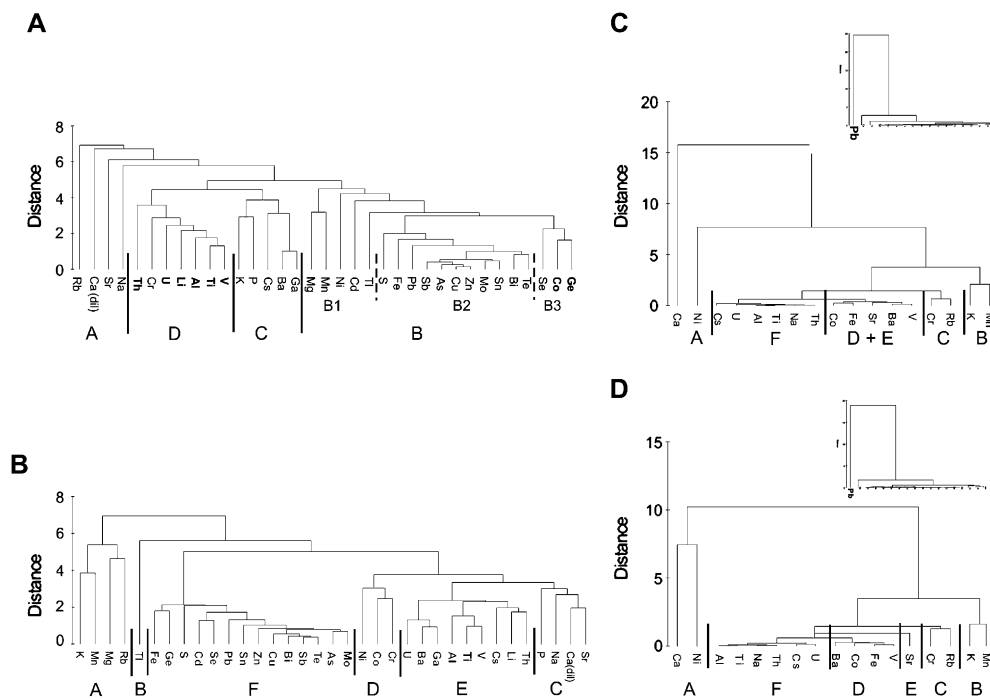 A
8
6
4
2
0
Distance
Rb Ca (dil) Sr Na Th Cr U Li Al Ti V K P Cs Ba Ga Mg Mn Ni Cd Tl S Fe Pb Sb As Cu Zn Mo Sn Bi Te Se Co Ge
B1 B2 B3
A D C B
B
8
6
4
2
0
Distance
K Mn Mg Rb Tl Fe Ge S Cd Se Pb Sn Zn Cu Bi Sb Te As Mo Ni Co Cr U Ba Ga Al Ti V Cs Li Th P Na Ca(dil) Sr
A B F D E C
C
Pb
20
15
10
5
0
Distance
Ca Ni Cs U Al Ti Na Th Co Fe Sr Ba V Cr Rb K Mn
A F D + E C B
D
Pb
15
10
5
0
Distance
Ca Ni Al Ti Na Th Cs U Ba Co Fe V Sr Cr Rb K Mn
A F D E C B